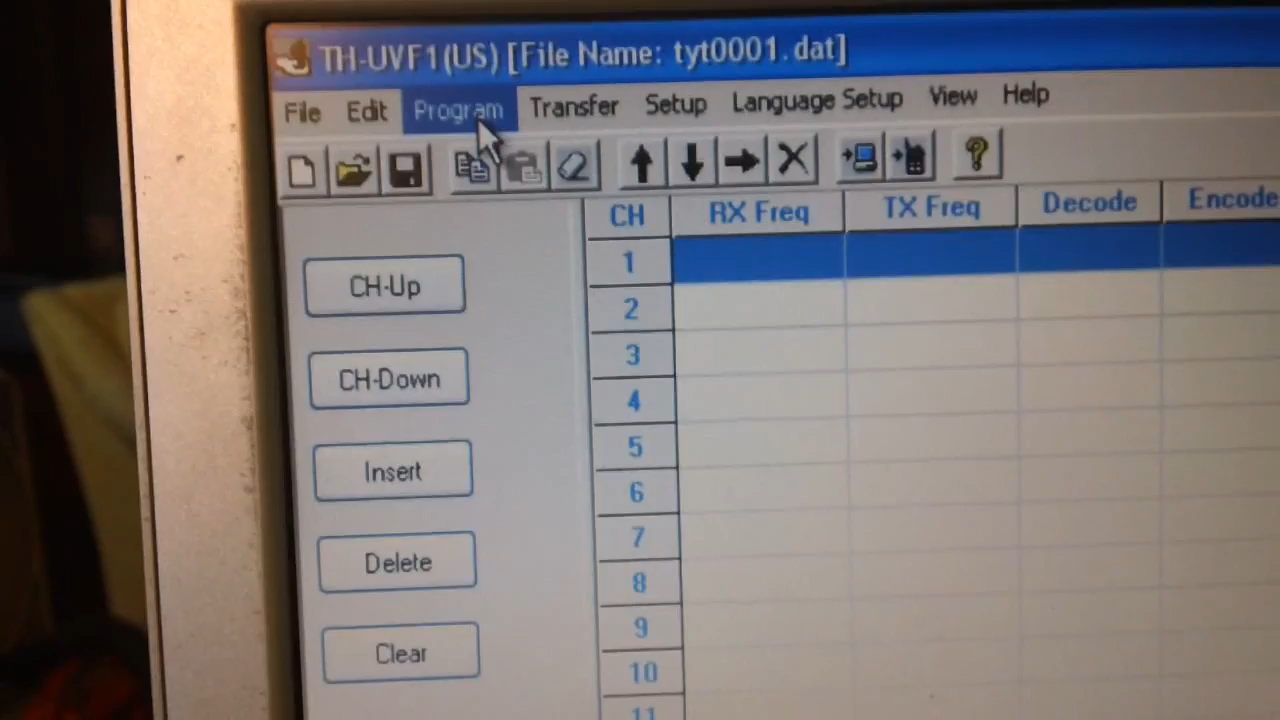 TH-UVF1(US) [File Name: tyt0001.dat]
File Edit Program Transfer Setup Language Setup View Help
CH RX Freq TX Freq Decode Encode
1
2
3
4
5
6
7
8
9
10
11
CH-Up
CH-Down
Insert
Delete
Clear